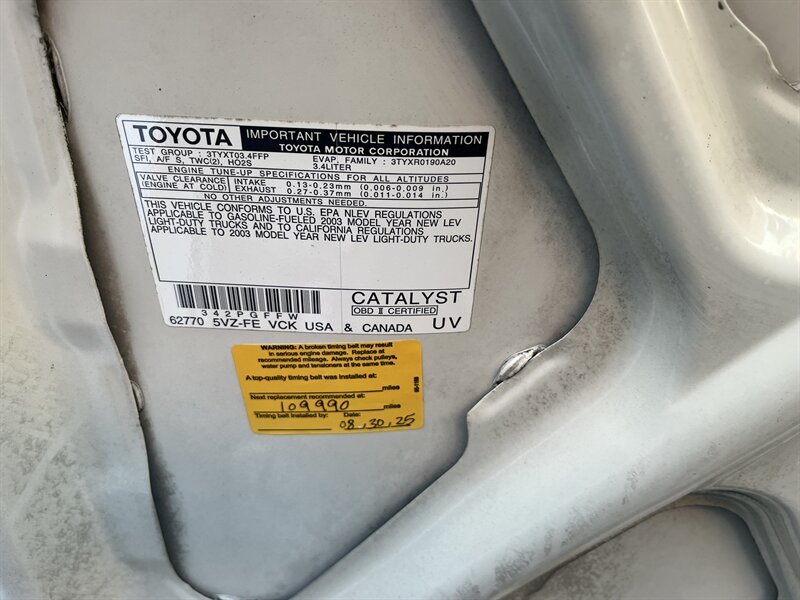 TOYOTA IMPORTANT VEHICLE INFORMATION
TOYOTA MOTOR CORPORATION
TEST GROUP : 3TYXT03.4FFP EVAP. FAMILY : 3TYXR0190A20
SFI, A/F S, TWC(2), HO2S 3.4LITER
ENGINE TUNE-UP SPECIFICATIONS FOR ALL ALTITUDES
VALVE CLEARANCE INTAKE 0.13-0.23mm (0.006-0.009 in.)
(ENGINE AT COLD) EXHAUST 0.27-0.37mm (0.011-0.014 in.)
NO OTHER ADJUSTMENTS NEEDED.
THIS VEHICLE CONFORMS TO U.S. EPA NLEV REGULATIONS
APPLICABLE TO GASOLINE-FUELED 2003 MODEL YEAR NEW LEV
LIGHT-DUTY TRUCKS AND TO CALIFORNIA REGULATIONS
APPLICABLE TO 2003 MODEL YEAR NEW LEV LIGHT-DUTY TRUCKS.
342PGFFW
CATALYST
OBD II CERTIFIED
62770 5VZ-FE VCK USA & CANADA UV
WARNING: A broken timing belt may result
in serious engine damage. Replace at
recommended mileage. Always check pulleys,
water pump and tensioners at the same time.
A top-quality timing belt was installed at:
miles
Next replacement recommended at:
109990 miles
Timing belt installed by: Date:
08.30.25